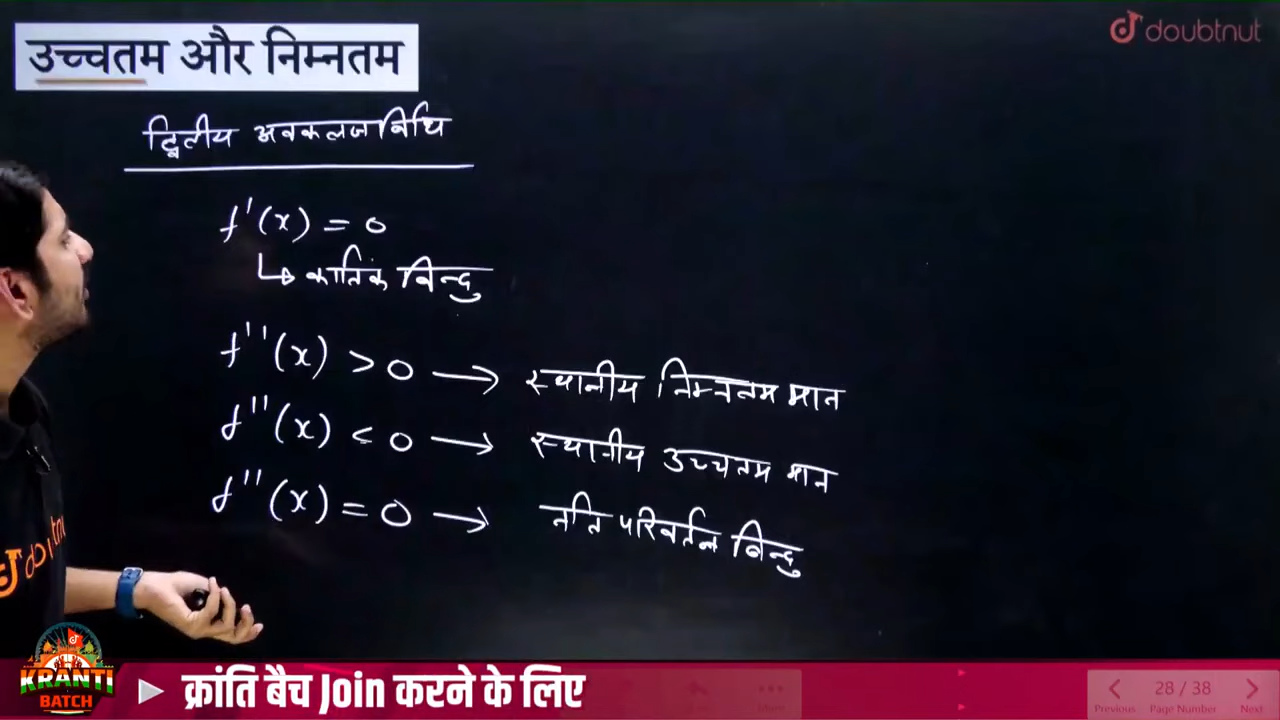 उच्चतम और निम्नतम
doubtnut
द्वितीय अवकलज विधि
f'(x) = 0
↳ कातिक बिन्दु
f''(x) > 0 → स्थानीय निम्नतम मान
f''(x) < 0 → स्थानीय उच्चतम मान
f''(x) = 0 → नति परिवर्तन बिन्दु
KRANTI
BATCH
क्रांति बैच Join करने के लिए
28 / 38
Previous Page Number Next